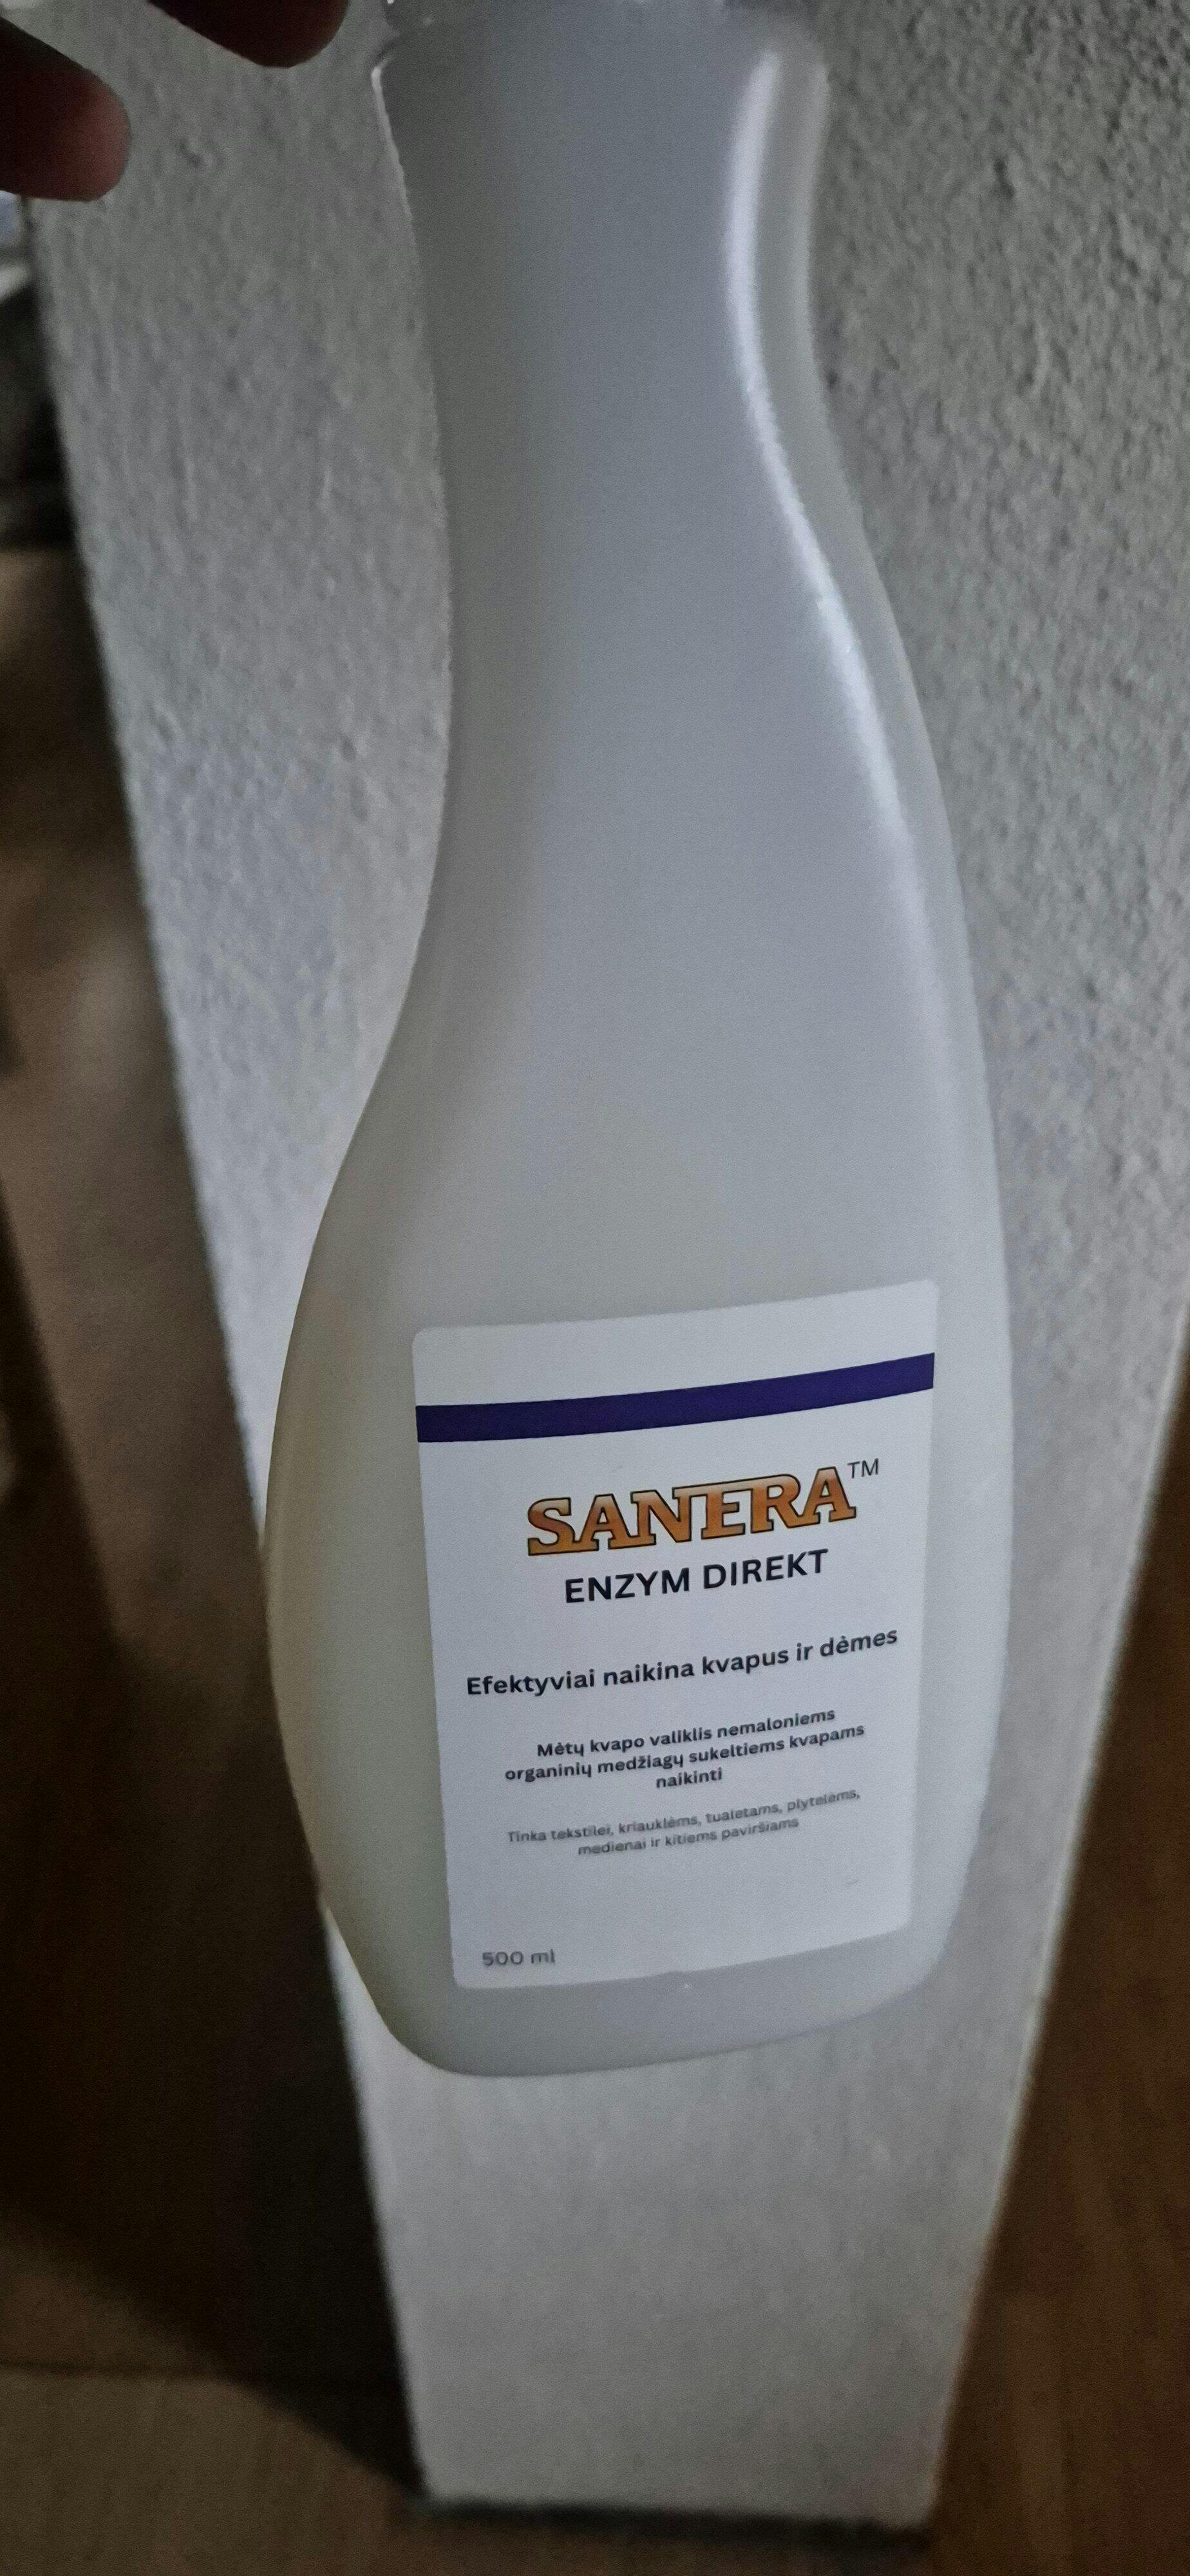 SANERA™
ENZYM DIREKT
Efektyviai naikina kvapus ir dėmes
Mėtų kvapo valiklis nemaloniems
organinių medžiagų sukeltiems kvapams
naikinti
Tinka tekstilei, kriauklėms, tualetams, plytelėms,
medienai ir kitiems paviršiams
500 ml